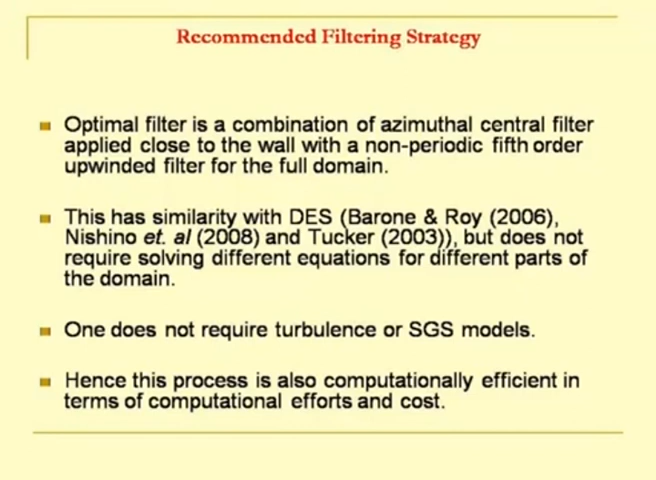 Recommended Filtering Strategy
Optimal filter is a combination of azimuthal central filter
applied close to the wall with a non-periodic fifth order
upwinded filter for the full domain.
This has similarity with DES (Barone & Roy (2006),
Nishino et. al (2008) and Tucker (2003)), but does not
require solving different equations for different parts of
the domain.
One does not require turbulence or SGS models.
Hence this process is also computationally efficient in
terms of computational efforts and cost.